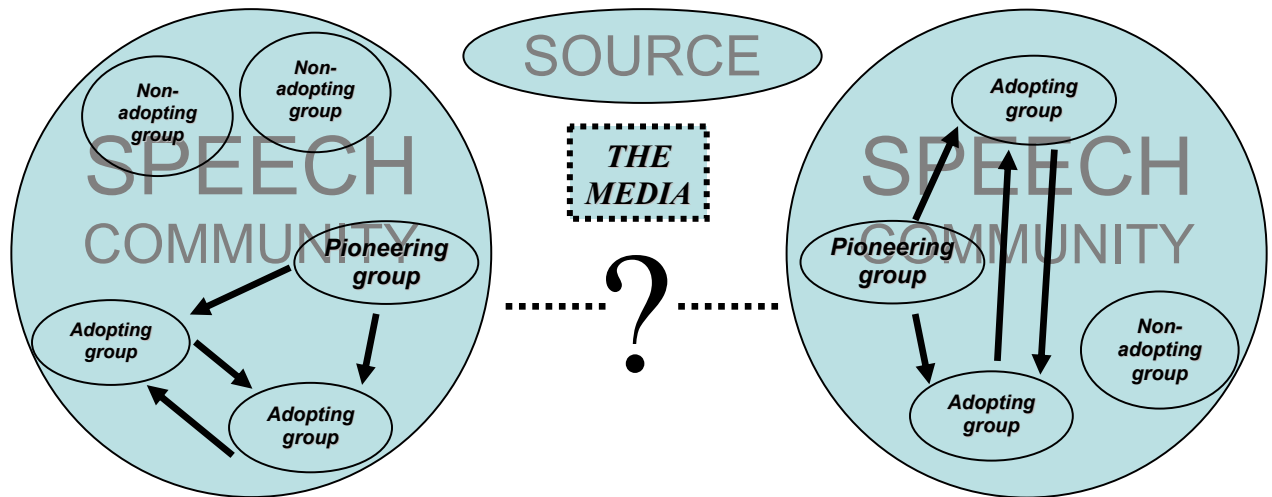 Non-
adopting
group
Non-
adopting
group
SPEECH
COMMUNITY
Pioneering
group
Adopting
group
Adopting
group
SOURCE
THE
MEDIA
?
Adopting
group
SPEECH
COMMUNITY
Pioneering
group
Non-
adopting
group
Adopting
group